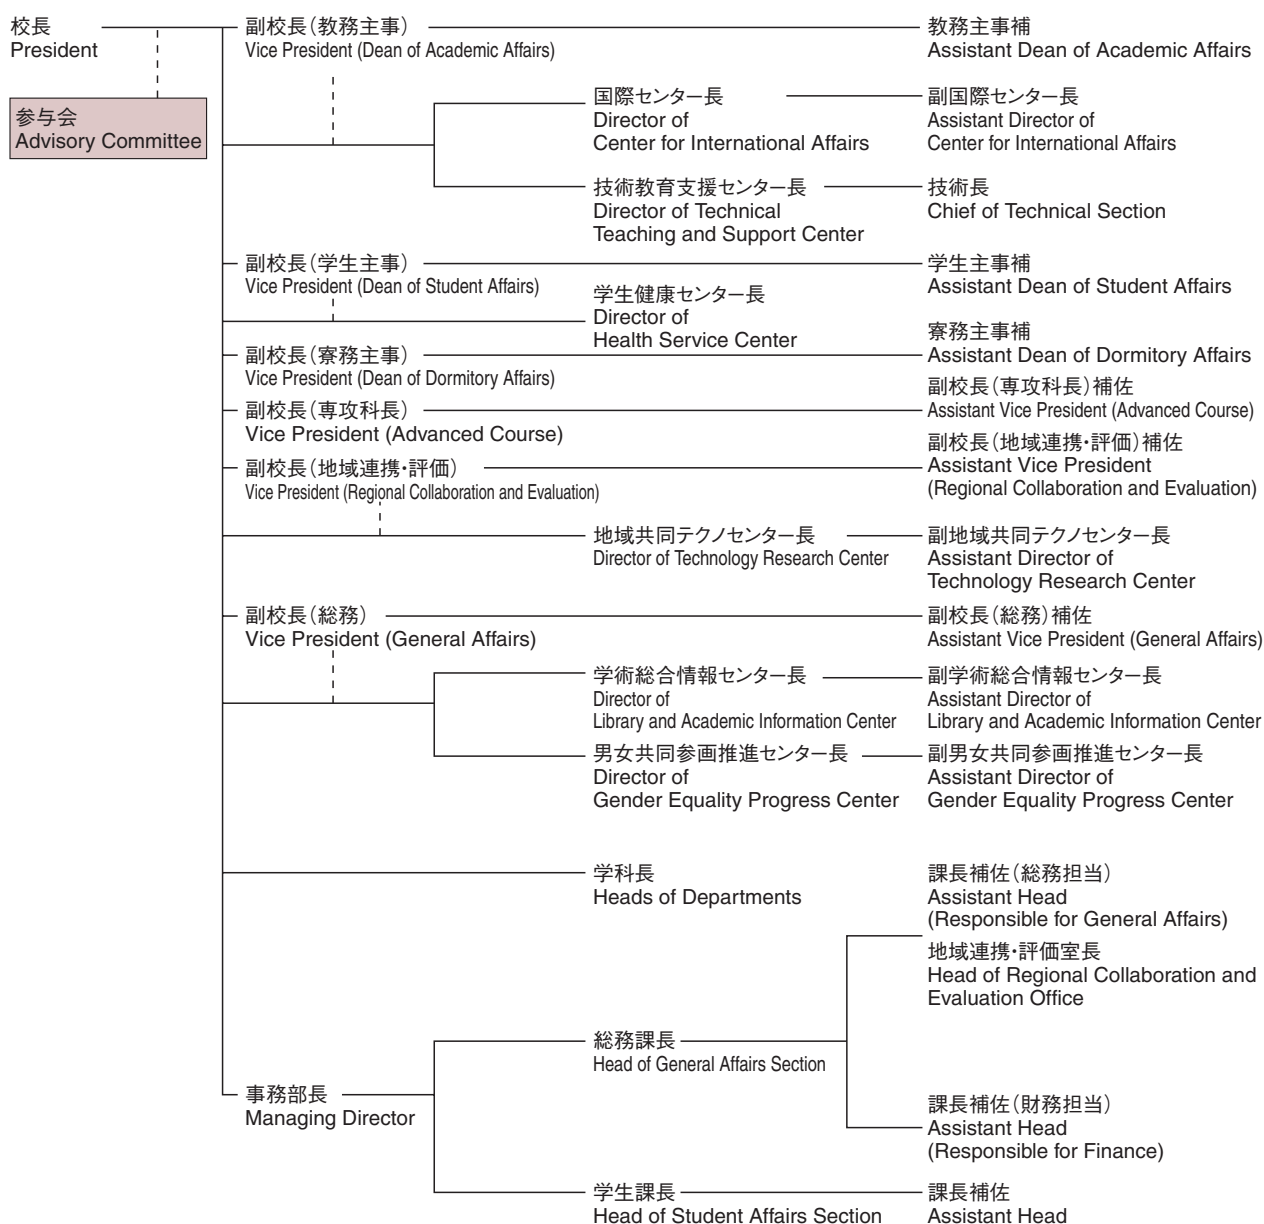 校長
President
参与会
Advisory Committee
副校長(教務主事)
Vice President (Dean of Academic Affairs)
教務主事補
Assistant Dean of Academic Affairs
国際センター長
Director of
Center for International Affairs
副国際センター長
Assistant Director of
Center for International Affairs
技術教育支援センター長
Director of Technical
Teaching and Support Center
技術長
Chief of Technical Section
副校長(学生主事)
Vice President (Dean of Student Affairs)
学生主事補
Assistant Dean of Student Affairs
学生健康センター長
Director of
Health Service Center
副校長(寮務主事)
Vice President (Dean of Dormitory Affairs)
寮務主事補
Assistant Dean of Dormitory Affairs
副校長(専攻科長)
Vice President (Advanced Course)
副校長(専攻科長)補佐
Assistant Vice President (Advanced Course)
副校長(地域連携・評価)
Vice President (Regional Collaboration and Evaluation)
副校長(地域連携・評価)補佐
Assistant Vice President
(Regional Collaboration and Evaluation)
地域共同テクノセンター長
Director of Technology Research Center
副地域共同テクノセンター長
Assistant Director of
Technology Research Center
副校長(総務)
Vice President (General Affairs)
副校長(総務)補佐
Assistant Vice President (General Affairs)
学術総合情報センター長
Director of
Library and Academic Information Center
副学術総合情報センター長
Assistant Director of
Library and Academic Information Center
男女共同参画推進センター長
Director of
Gender Equality Progress Center
副男女共同参画推進センター長
Assistant Director of
Gender Equality Progress Center
学科長
Heads of Departments
課長補佐(総務担当)
Assistant Head
(Responsible for General Affairs)
地域連携・評価室長
Head of Regional Collaboration and
Evaluation Office
総務課長
Head of General Affairs Section
事務部長
Managing Director
課長補佐(財務担当)
Assistant Head
(Responsible for Finance)
学生課長
Head of Student Affairs Section
課長補佐
Assistant Head